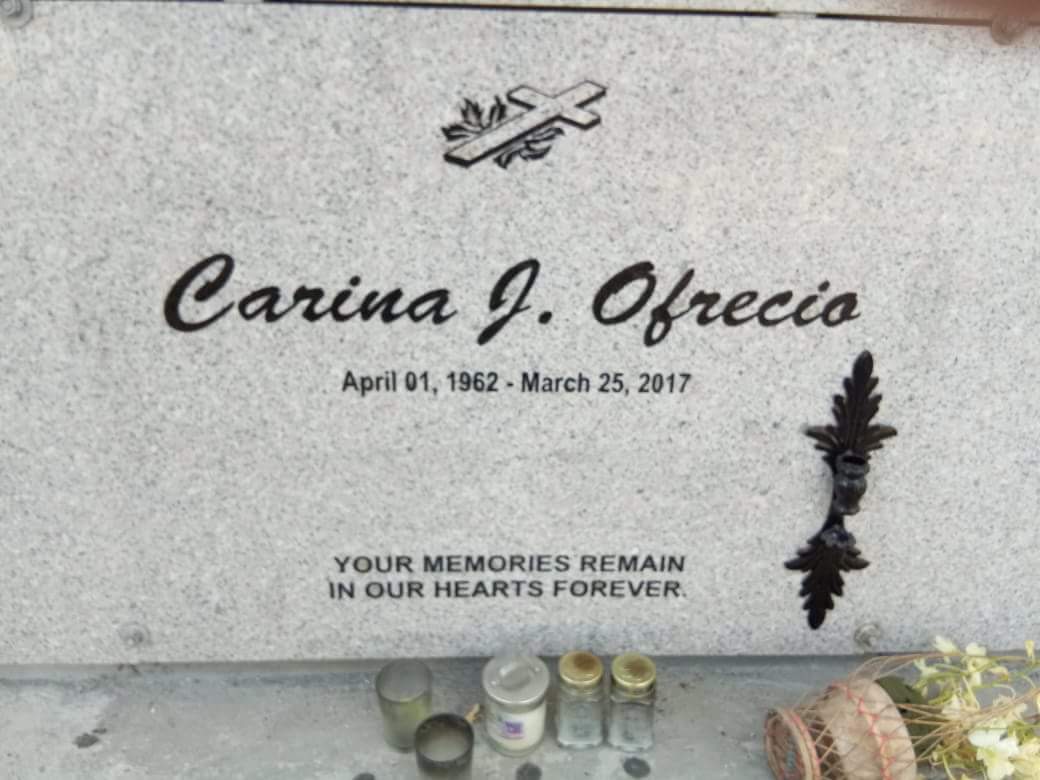 Carina J. Ofrecio
April 01, 1962 - March 25, 2017
YOUR MEMORIES REMAIN
IN OUR HEARTS FOREVER.